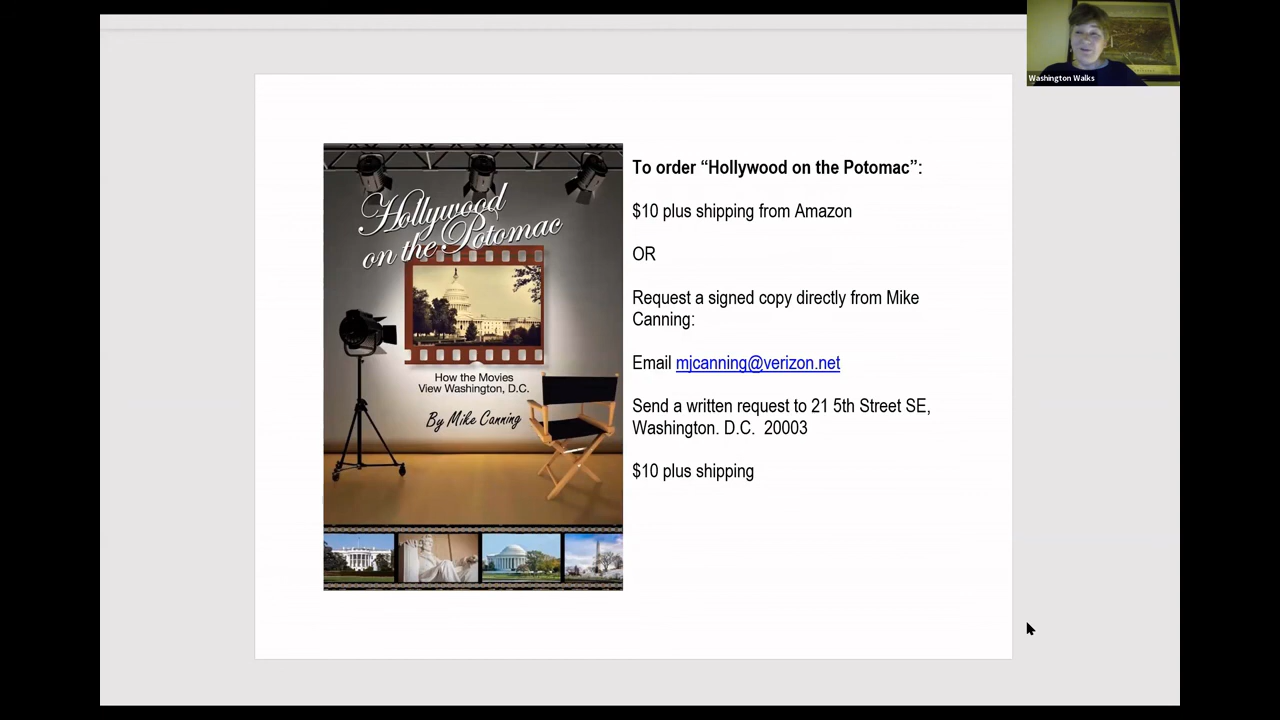 Washington Walks
Hollywood
on the Potomac
How the Movies
View Washington, D.C.
By Mike Canning
To order “Hollywood on the Potomac”:
$10 plus shipping from Amazon
OR
Request a signed copy directly from Mike
Canning:
Email mjcanning@verizon.net
Send a written request to 21 5th Street SE,
Washington. D.C.  20003
$10 plus shipping